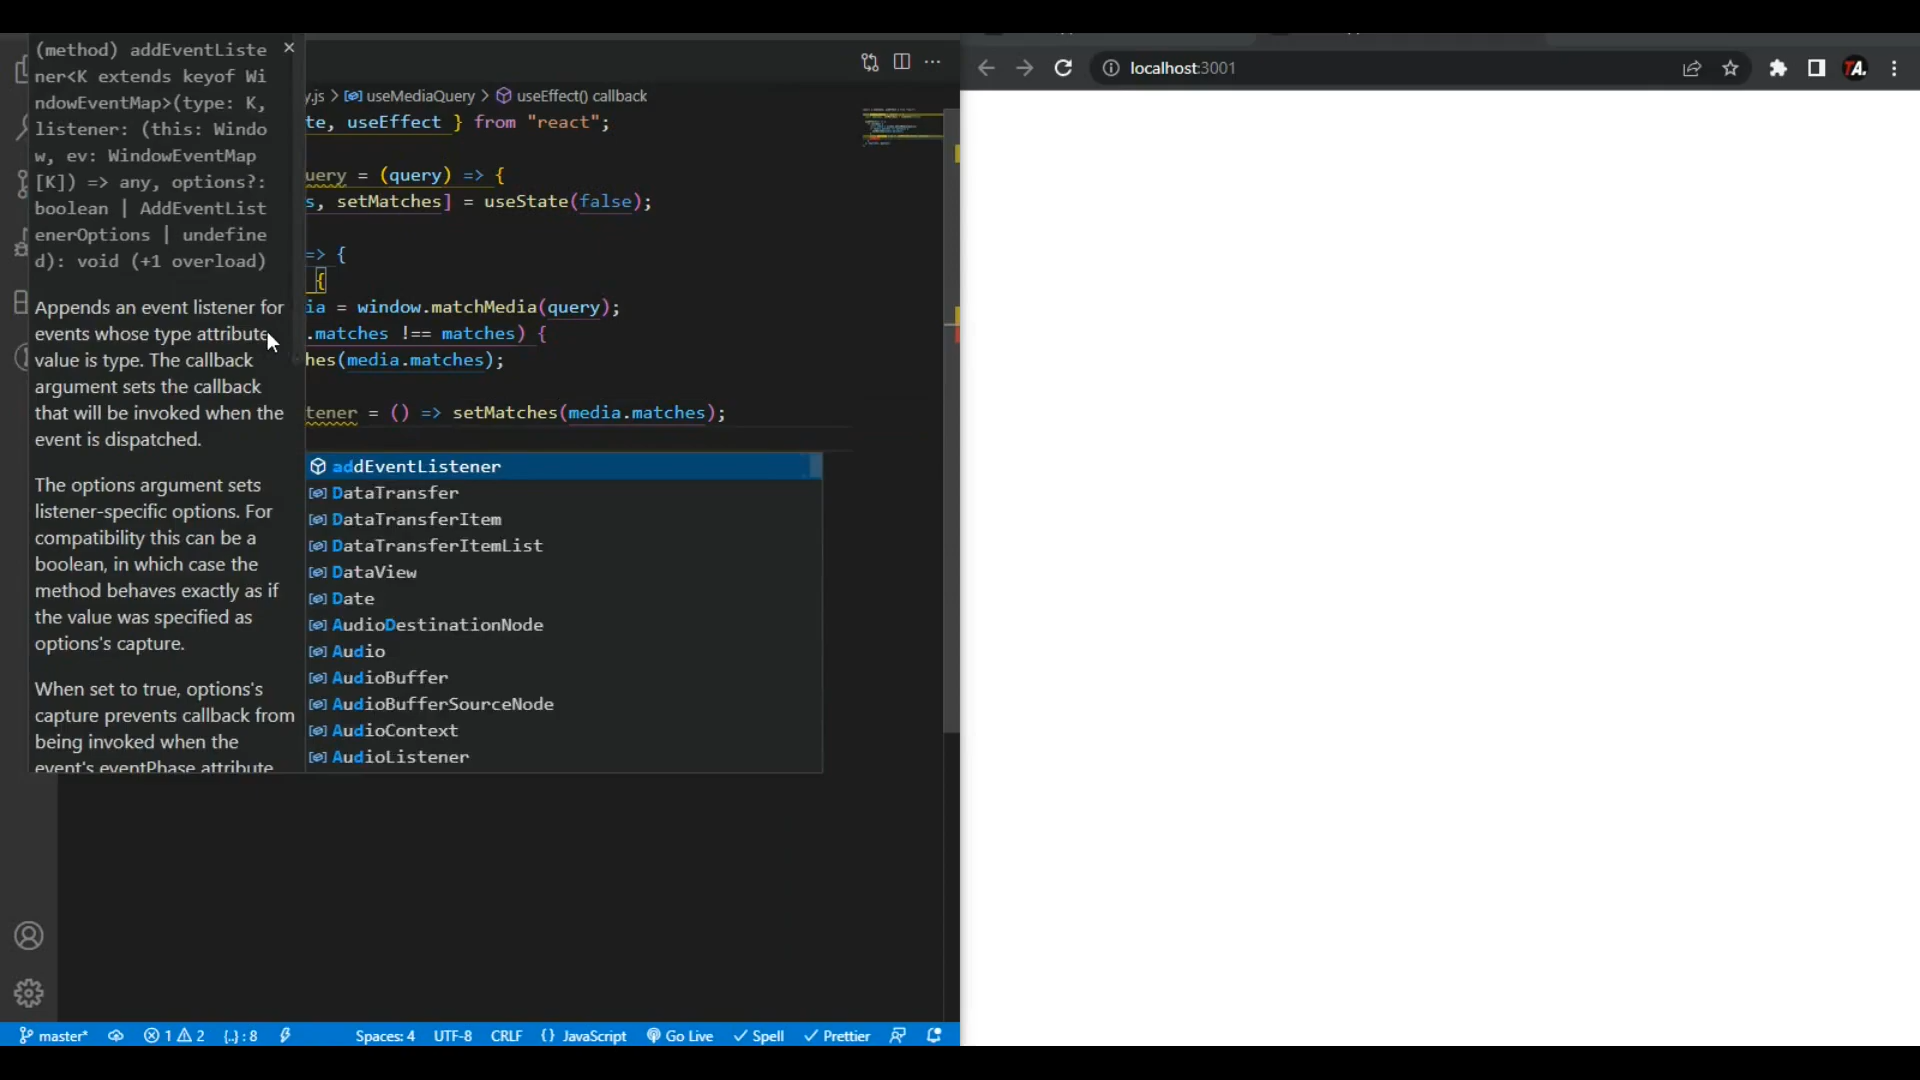 (method) addEventListe
ner<K extends keyof Wi
ndowEventMap>(type: K,
listener: (this: Windo
w, ev: WindowEventMap
[K]) => any, options?:
boolean | AddEventList
enerOptions | undefine
d): void (+1 overload)
Appends an event listener for
events whose type attribute
value is type. The callback
argument sets the callback
that will be invoked when the
event is dispatched.
The options argument sets
listener-specific options. For
compatibility this can be a
boolean, in which case the
method behaves exactly as if
the value was specified as
options's capture.
When set to true, options's
capture prevents callback from
being invoked when the
event's eventPhase attribute
y.js > useMediaQuery > useEffect() callback
te, useEffect } from "react";
uery = (query) => {
s, setMatches] = useState(false);
=> {
{
ia = window.matchMedia(query);
.matches !== matches) {
hes(media.matches);
tener = () => setMatches(media.matches);
addEventListener
DataTransfer
DataTransferItem
DataTransferItemList
DataView
Date
AudioDestinationNode
Audio
AudioBuffer
AudioBufferSourceNode
AudioContext
AudioListener
master* 1 2 {..} : 8 Spaces: 4 UTF-8 CRLF {} JavaScript Go Live Spell Prettier
localhost:3001
TA.